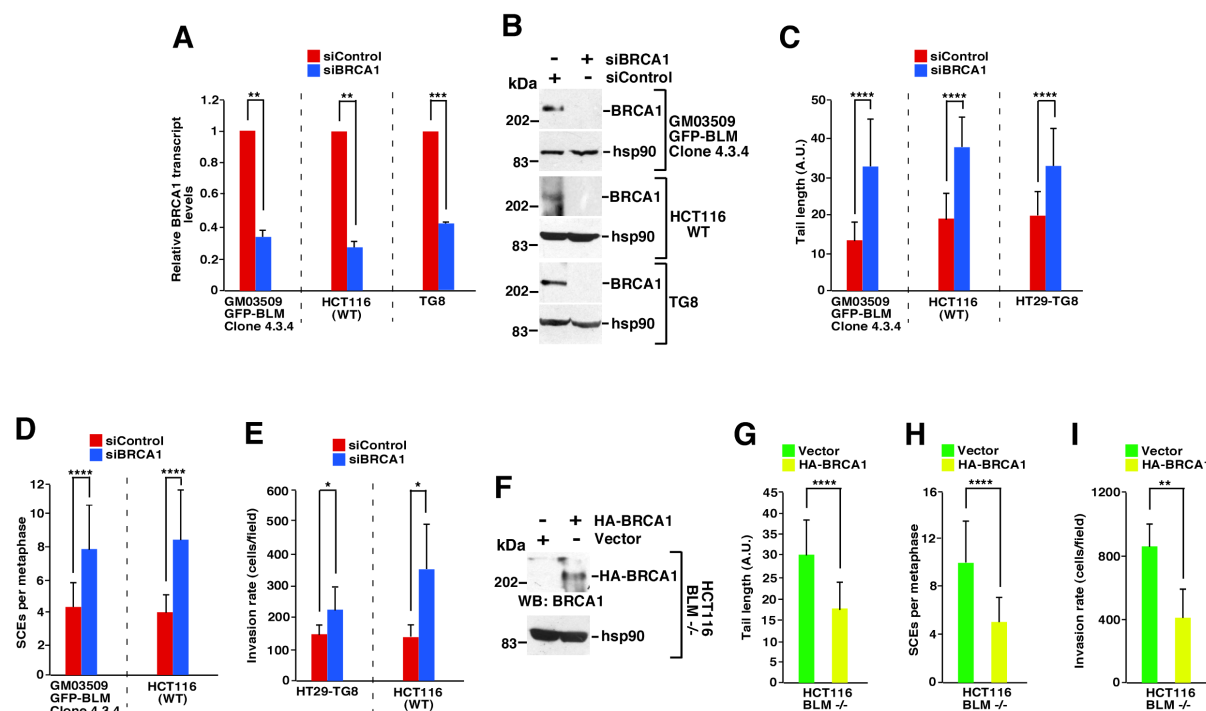 A
siControl
siBRCA1
** ** ***
Relative BRCA1 transcript
levels
1.2
1
0.8
0.6
0.4
0.2
0
GM03509
GFP-BLM
Clone 4.3.4
HCT116
(WT)
TG8
B
- + siBRCA1
+ - siControl
kDa
BRCA1
202
hsp90
83
GM03509
GFP-BLM
Clone 4.3.4
BRCA1
202
hsp90
83
HCT116
WT
BRCA1
202
hsp90
83
TG8
C
siControl
siBRCA1
**** **** ****
Tail length (A.U.)
50
40
30
20
10
0
GM03509
GFP-BLM
Clone 4.3.4
HCT116
(WT)
HT29-TG8
D
siControl
siBRCA1
**** ****
SCEs per metaphase
12
10
8
6
4
2
0
GM03509
GFP-BLM
Clone 4.3.4
HCT116
(WT)
E
siControl
siBRCA1
* *
Invasion rate (cells/field)
600
500
400
300
200
100
0
HT29-TG8
HCT116
(WT)
F
- + HA-BRCA1
+ - Vector
kDa
202
HA-BRCA1
WB: BRCA1
83
hsp90
HCT116
BLM -/-
G
Vector
HA-BRCA1
****
Tail length (A.U.)
45
40
35
30
25
20
15
10
5
0
HCT116
BLM -/-
H
Vector
HA-BRCA1
****
SCEs per metaphase
16
12
8
4
0
HCT116
BLM -/-
I
Vector
HA-BRCA1
**
Invasion rate (cells/field)
1200
800
400
0
HCT116
BLM -/-